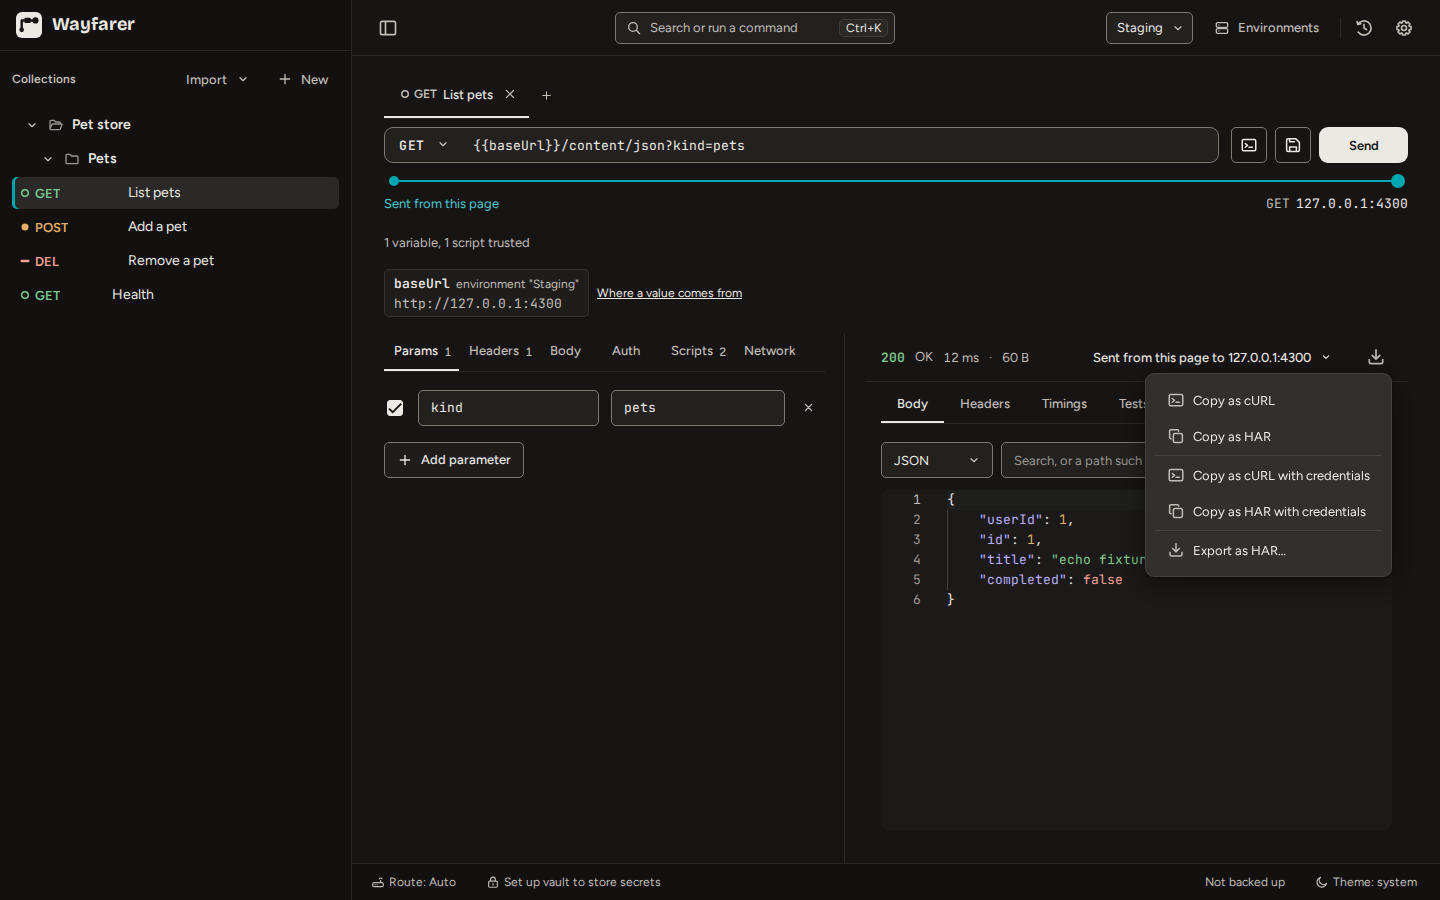 Wayfarer
Search or run a command
Ctrl+K
Staging
Environments
Collections
Import
New
Pet store
Pets
GET List pets
POST Add a pet
DEL Remove a pet
GET Health
GET List pets
GET {{baseUrl}}/content/json?kind=pets
Send
Sent from this page
GET 127.0.0.1:4300
1 variable, 1 script trusted
baseUrl environment "Staging"
http://127.0.0.1:4300
Where a value comes from
Params 1 Headers 1 Body Auth Scripts 2 Network
kind
pets
Add parameter
200 OK 12 ms · 60 B
Sent from this page to 127.0.0.1:4300
Body Headers Timings Tests
JSON
Search, or a path such
1 {
2 "userId": 1,
3 "id": 1,
4 "title": "echo fixtur
5 "completed": false
6 }
Copy as cURL
Copy as HAR
Copy as cURL with credentials
Copy as HAR with credentials
Export as HAR...
Route: Auto
Set up vault to store secrets
Not backed up
Theme: system